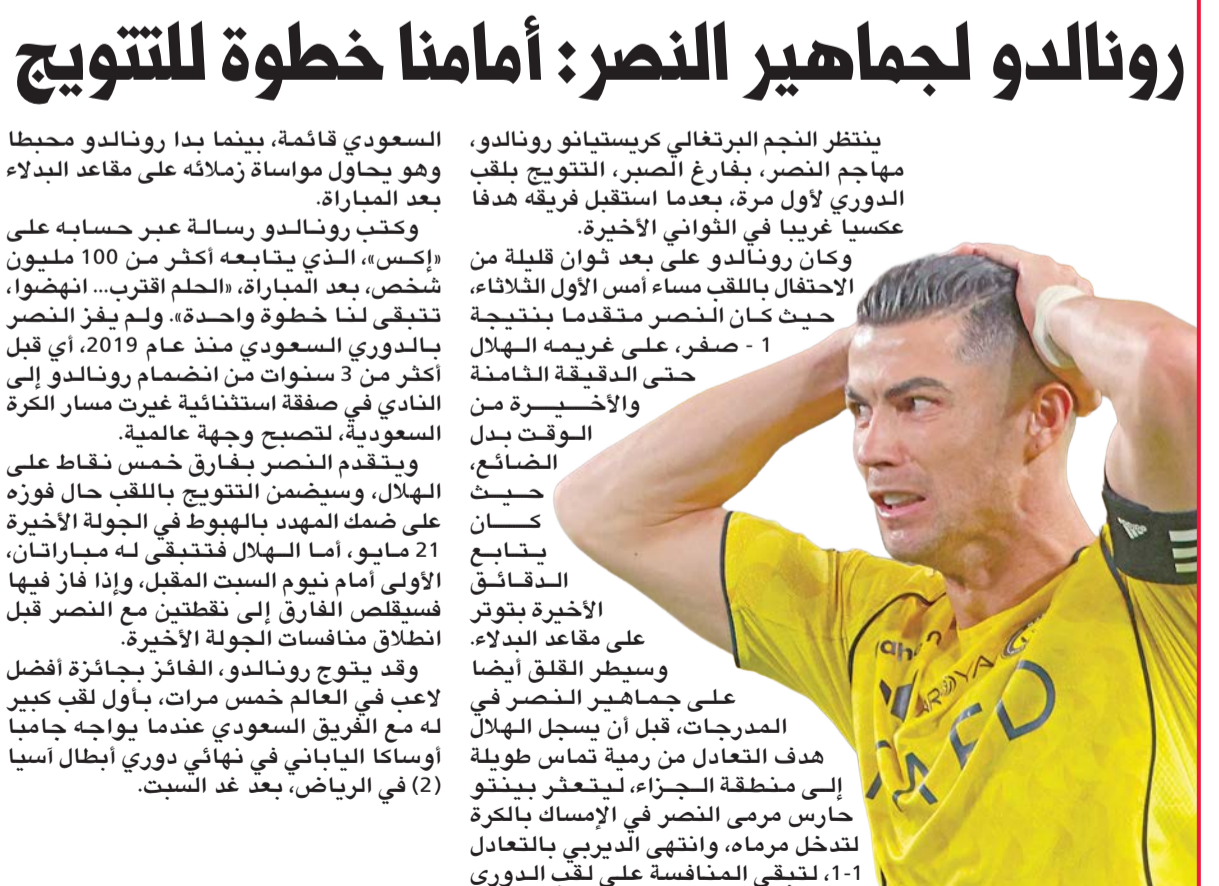 رونالدو لجماهير النصر: أمامنا خطوة للتتويج
ينتظر النجم البرتغالي كريستيانو رونالدو،
مهاجم النصر، بفارغ الصبر، التتويج بلقب
الدوري لأول مرة، بعدما استقبل فريقه هدفا
عكسيا غريبا في الثواني الأخيرة.
وكان رونالدو على بعد ثوان قليلة من
الاحتفال باللقب مساء أمس الأول الثلاثاء،
حيث كان النصر متقدما بنتيجة
1 - صفر، على غريمه الهلال
حتى الدقيقة الثامنة
والأخيرة من
الوقت بدل
الضائع،
حيث
كان
يتابع
الدقائق
الأخيرة بتوتر
على مقاعد البدلاء.
وسيطر القلق أيضا
على جماهير النصر في
المدرجات، قبل أن يسجل الهلال
هدف التعادل من رمية تماس طويلة
إلى منطقة الجزاء، ليتعثر بينتو
حارس مرمى النصر في الإمساك بالكرة
لتدخل مرماه، وانتهى الديربي بالتعادل
1-1، لتبقى المنافسة على لقب الدوري
السعودي قائمة، بينما بدا رونالدو محبطا
وهو يحاول مواساة زملائه على مقاعد البدلاء
بعد المباراة.
وكتب رونالدو رسالة عبر حسابه على
«إكس»، الذي يتابعه أكثر من 100 مليون
شخص، بعد المباراة، «الحلم اقترب... انهضوا،
تتبقى لنا خطوة واحدة». ولم يفز النصر
بالدوري السعودي منذ عام 2019، أي قبل
أكثر من 3 سنوات من انضمام رونالدو إلى
النادي في صفقة استثنائية غيرت مسار الكرة
السعودية، لتصبح وجهة عالمية.
ويتقدم النصر بفارق خمس نقاط على
الهلال، وسيضمن التتويج باللقب حال فوزه
على ضمك المهدد بالهبوط في الجولة الأخيرة
21 مايو، أما الهلال فتتبقى له مباراتان،
الأولى أمام نيوم السبت المقبل، وإذا فاز فيها
فسيقلص الفارق إلى نقطتين مع النصر قبل
انطلاق منافسات الجولة الأخيرة.
وقد يتوج رونالدو، الفائز بجائزة أفضل
لاعب في العالم خمس مرات، بأول لقب كبير
له مع الفريق السعودي عندما يواجه جامبا
أوساكا الياباني في نهائي دوري أبطال آسيا
(2) في الرياض، بعد غد السبت.